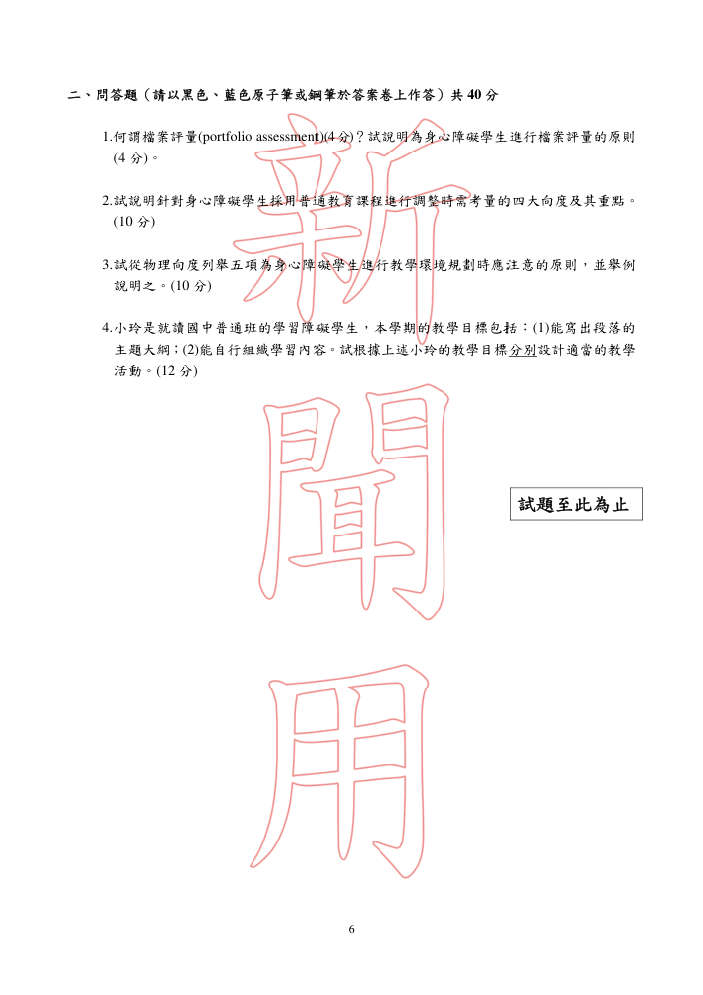 二、問答題（請以黑色、藍色原子筆或鋼筆於答案卷上作答）共 40 分
1.何謂檔案評量(portfolio assessment)(4 分)？試說明為身心障礙學生進行檔案評量的原則
(4 分)。
2.試說明針對身心障礙學生採用普通教育課程進行調整時需考量的四大向度及其重點。
(10 分)
3.試從物理向度列舉五項為身心障礙學生進行教學環境規劃時應注意的原則，並舉例
說明之。(10 分)
4.小玲是就讀國中普通班的學習障礙學生，本學期的教學目標包括：(1)能寫出段落的
主題大綱；(2)能自行組織學習內容。試根據上述小玲的教學目標分別設計適當的教學
活動。(12 分)
試題至此為止
新
聞
用
6